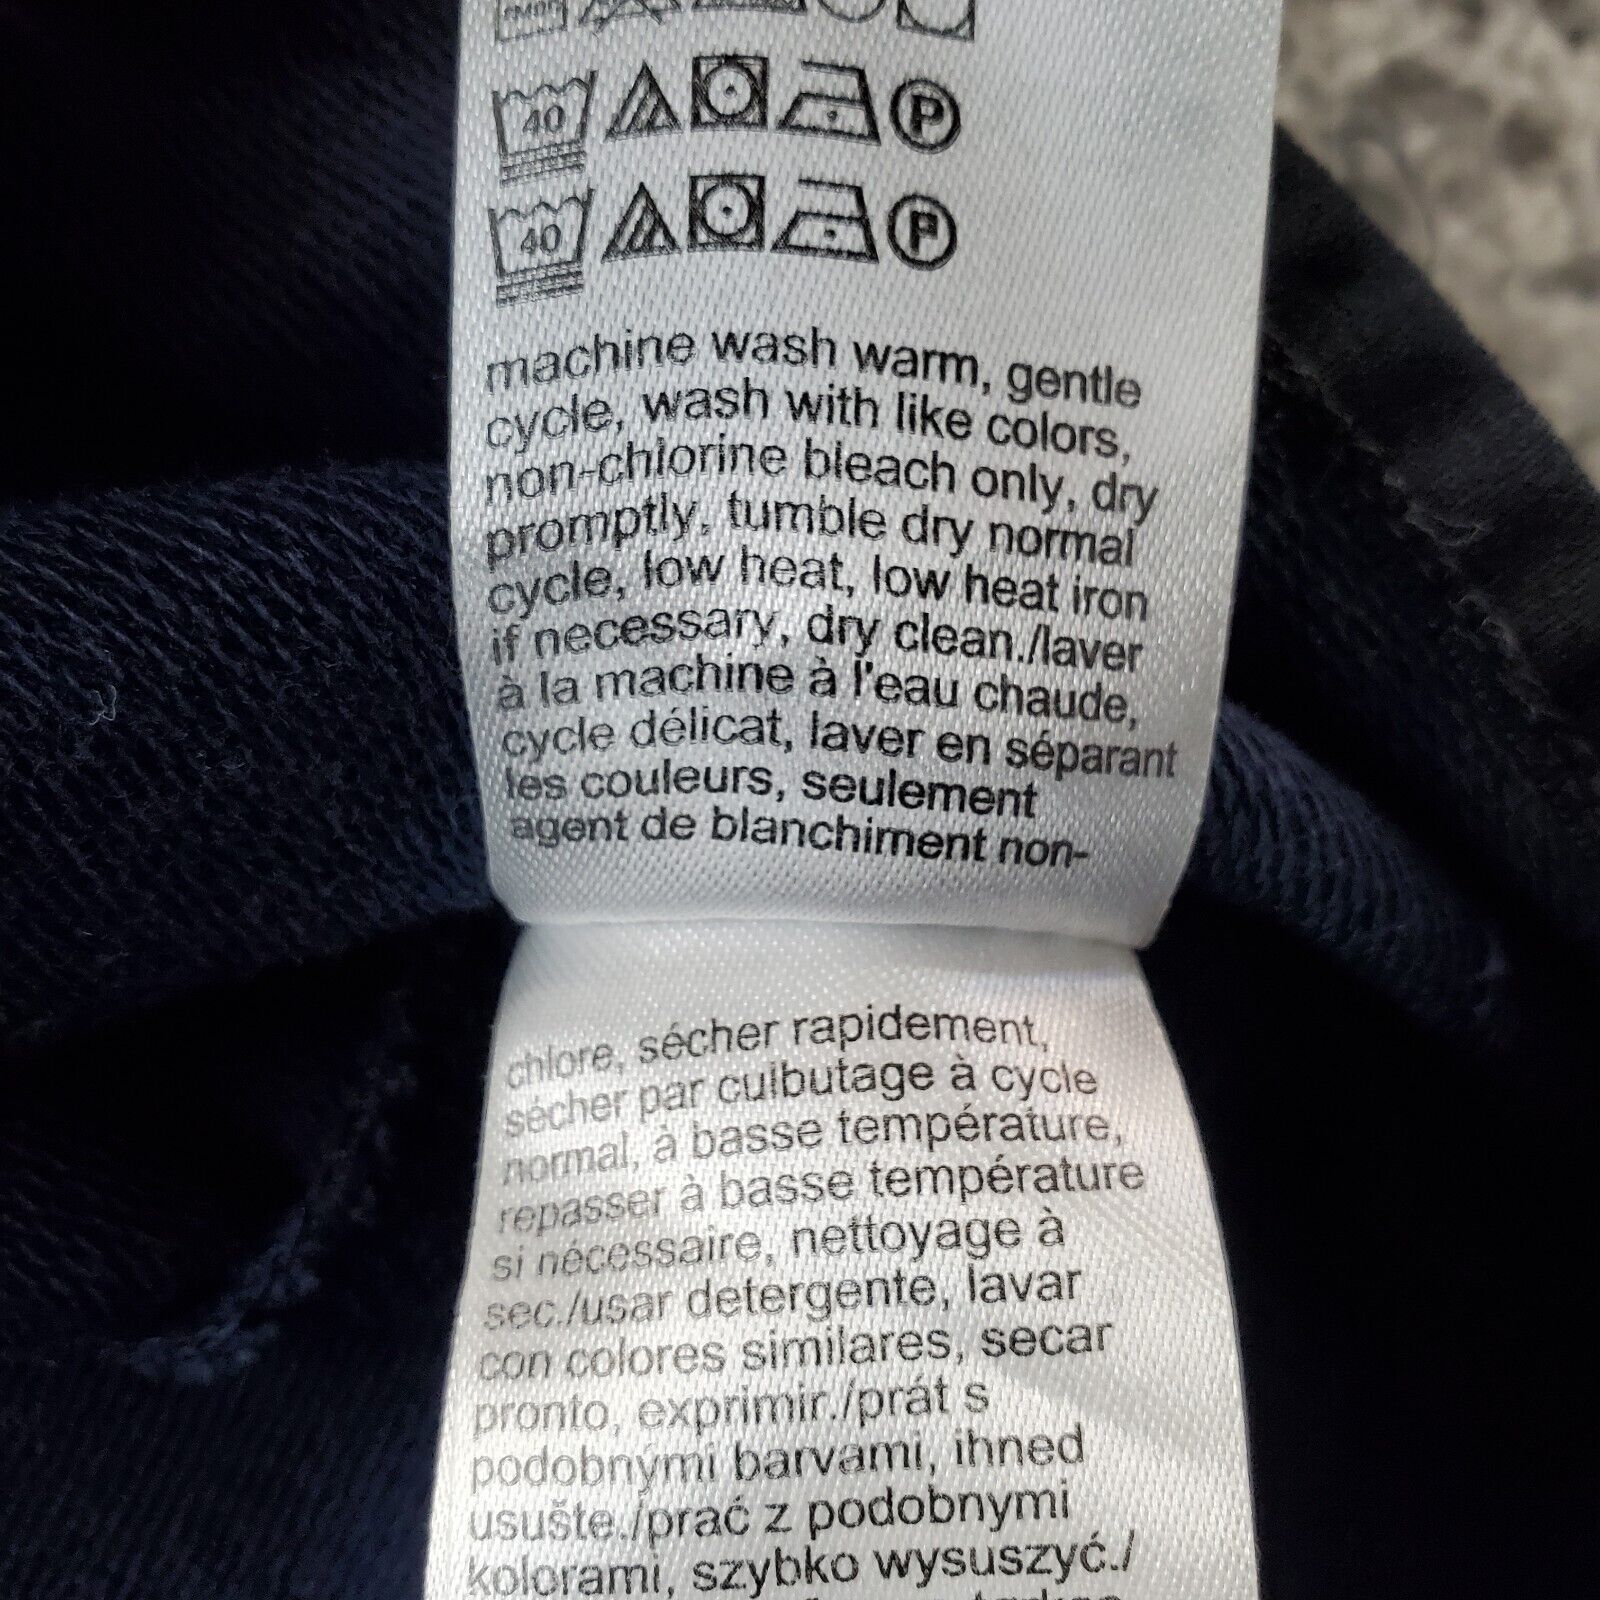 40 P
40 P
machine wash warm, gentle
cycle, wash with like colors,
non-chlorine bleach only, dry
promptly, tumble dry normal
cycle, low heat, low heat iron
if necessary, dry clean./laver
à la machine à l'eau chaude,
cycle délicat, laver en séparant
les couleurs, seulement
agent de blanchiment non-
chlore, sécher rapidement,
sécher par culbutage à cycle
normal, à basse température,
repasser à basse température
si nécessaire, nettoyage à
sec./usar detergente, lavar
con colores similares, secar
pronto, exprimir./prát s
podobnými barvami, ihned
usušte./prać z podobnymi
kolorami, szybko wysuszyć./